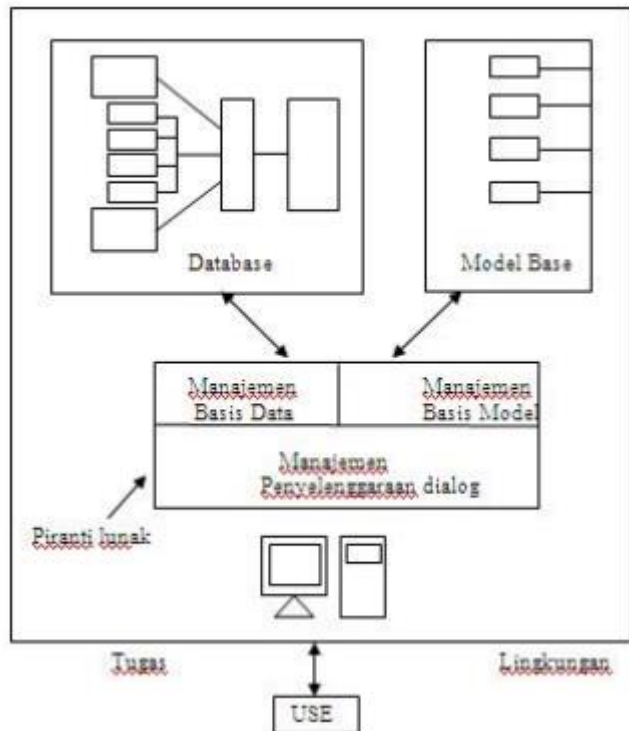 Database
Model Base
Manajemen
Basis Data
Manajemen
Basis Model
Manajemen
Penyelenggaraan dialog
Piranti lunak
Tugas
Lingkungan
USE